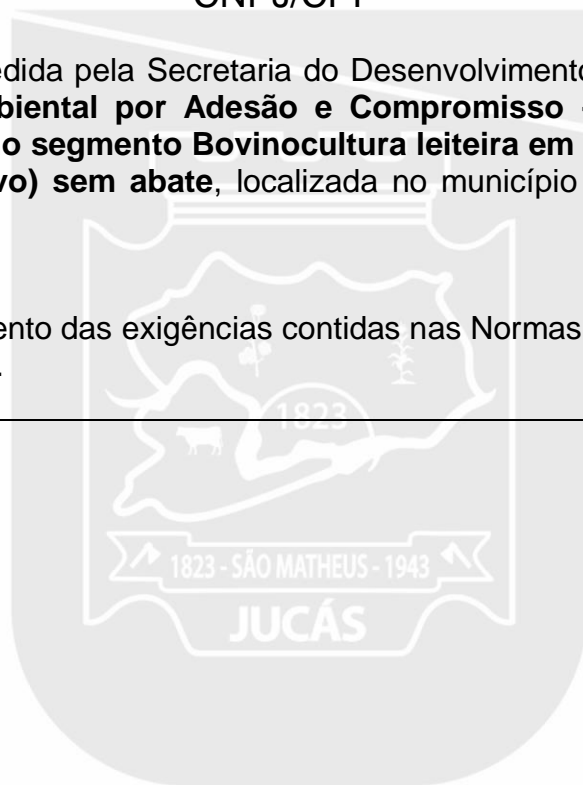 CNPJ/CPF
edida pela Secretaria do Desenvolvimento
biental por Adesão e Compromisso -
o segmento Bovinocultura leiteira em
vo) sem abate, localizada no município
ento das exigências contidas nas Normas
.
1823
1823 - SÃO MATHEUS - 1943
JUCÁS